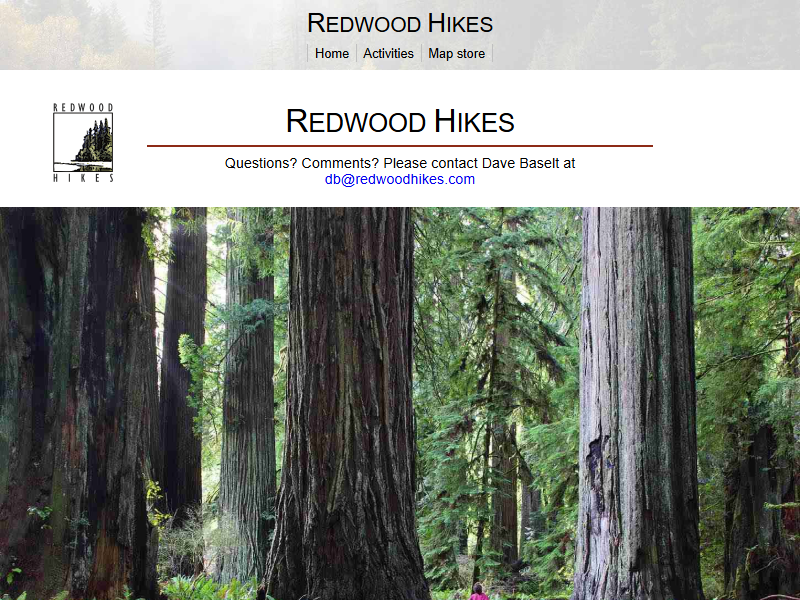 REDWOOD HIKES
Home Activities Map store
REDWOOD
HIKES
REDWOOD HIKES
Questions? Comments? Please contact Dave Baselt at
db@redwoodhikes.com